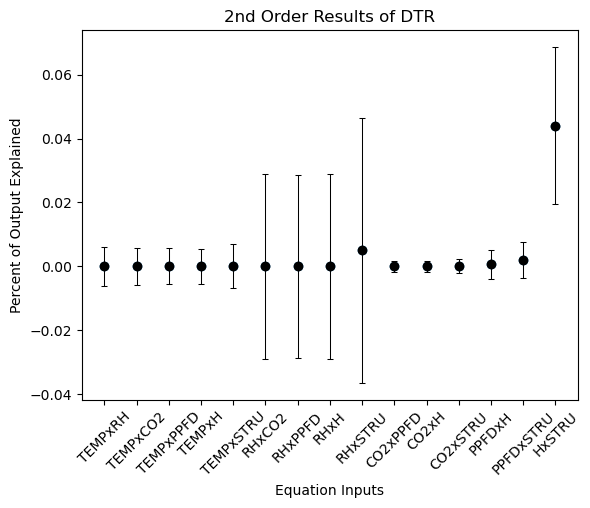 2nd Order Results of DTR
Percent of Output Explained
0.06
0.04
0.02
0.00
−0.02
−0.04
TEMPxRH
TEMPxCO2
TEMPxPPFD
TEMPxH
TEMPxSTRU
RHxCO2
RHxPPFD
RHxH
RHxSTRU
CO2xPPFD
CO2xH
CO2xSTRU
PPFDxH
PPFDxSTRU
HxSTRU
Equation Inputs